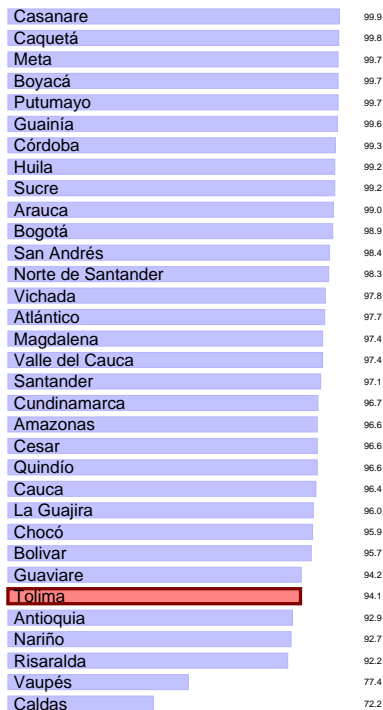 Casanare 99.9
Caquetá 99.8
Meta 99.7
Boyacá 99.7
Putumayo 99.7
Guainía 99.6
Córdoba 99.3
Huila 99.2
Sucre 99.2
Arauca 99.0
Bogotá 98.9
San Andrés 98.4
Norte de Santander 98.3
Vichada 97.8
Atlántico 97.7
Magdalena 97.4
Valle del Cauca 97.4
Santander 97.1
Cundinamarca 96.7
Amazonas 96.6
Cesar 96.6
Quindío 96.6
Cauca 96.4
La Guajira 96.0
Chocó 95.9
Bolivar 95.7
Guaviare 94.2
Tolima 94.1
Antioquia 92.9
Nariño 92.7
Risaralda 92.2
Vaupés 77.4
Caldas 72.2